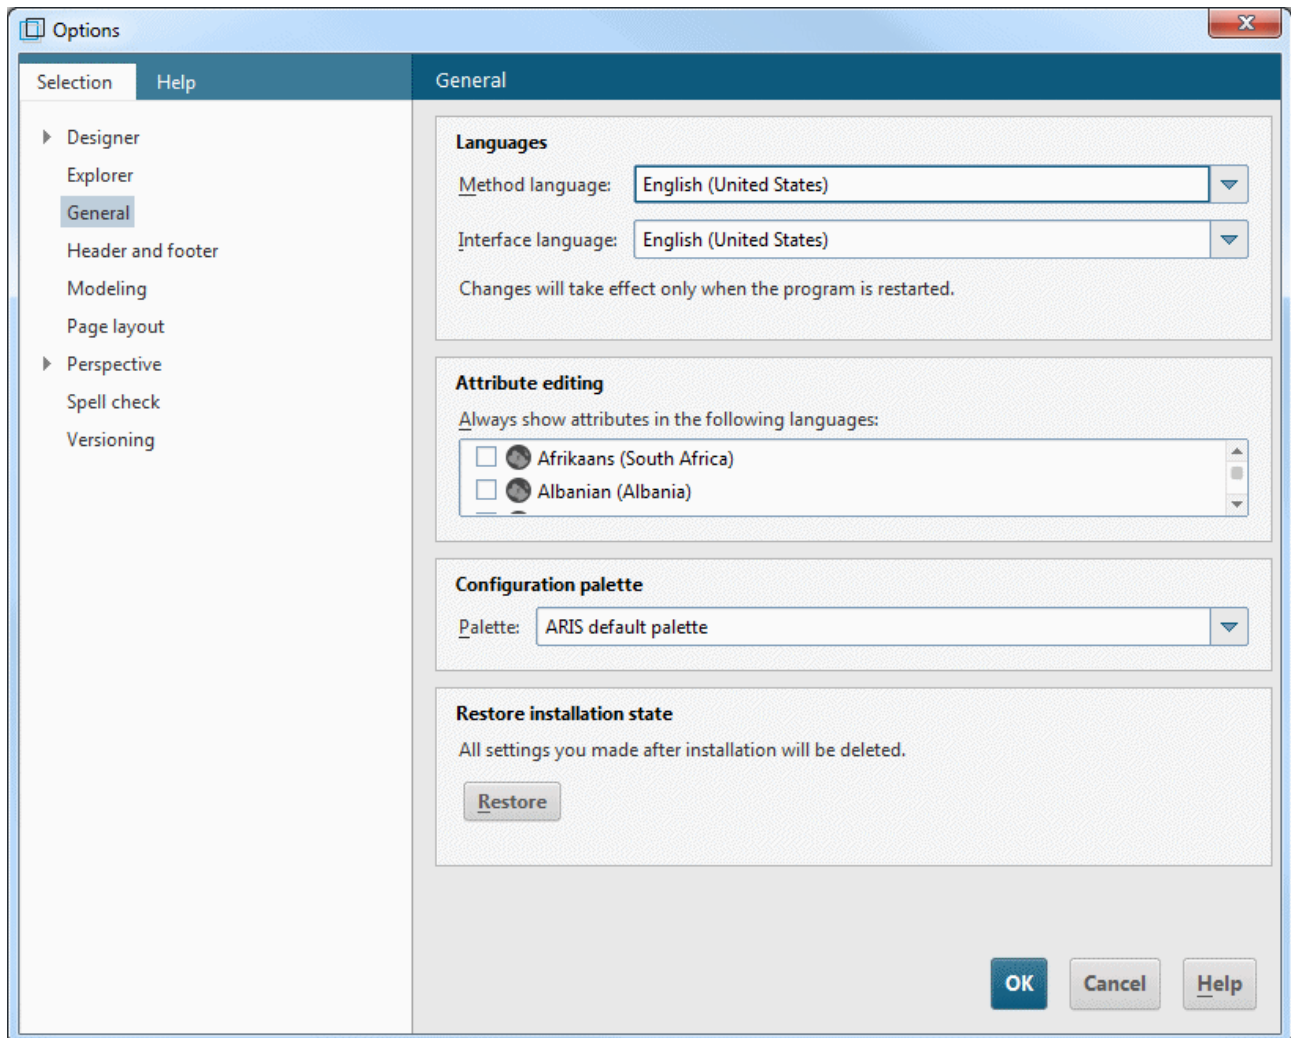 Options
Selection
Help
General
Designer
Explorer
General
Header and footer
Modeling
Page layout
Perspective
Spell check
Versioning
Languages
Method language: English (United States)
Interface language: English (United States)
Changes will take effect only when the program is restarted.
Attribute editing
Always show attributes in the following languages:
Afrikaans (South Africa)
Albanian (Albania)
Configuration palette
Palette: ARIS default palette
Restore installation state
All settings you made after installation will be deleted.
Restore
OK Cancel Help